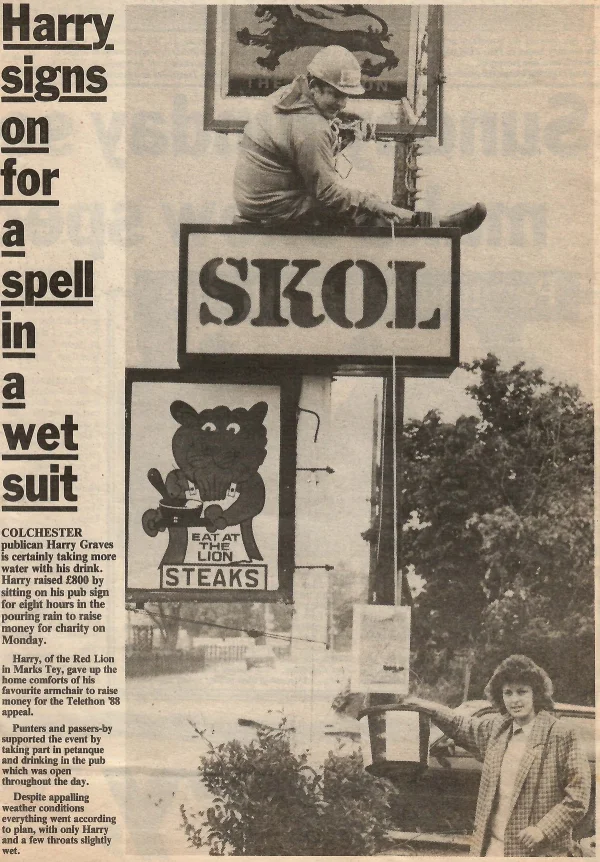 Harry
signs
on
for
a
spell
in
a
wet
suit
COLCHESTER
publican Harry Graves
is certainly taking more
water with his drink.
Harry raised £800 by
sitting on his pub sign
for eight hours in the
pouring rain to raise
money for charity on
Monday.
Harry, of the Red Lion
in Marks Tey, gave up the
home comforts of his
favourite armchair to raise
money for the Telethon '88
appeal.
Punters and passers-by
supported the event by
taking part in petanque
and drinking in the pub
which was open
throughout the day.
Despite appalling
weather conditions
everything went according
to plan, with only Harry
and a few throats slightly
wet.
SKOL
EAT AT
THE
LION
STEAKS